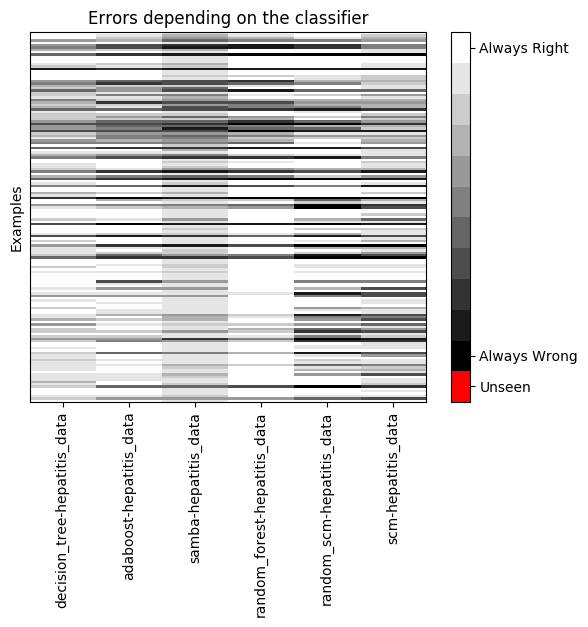 Errors depending on the classifier
Always Right
Always Wrong
Unseen
Examples
decision_tree-hepatitis_data
adaboost-hepatitis_data
samba-hepatitis_data
random_forest-hepatitis_data
random_scm-hepatitis_data
scm-hepatitis_data